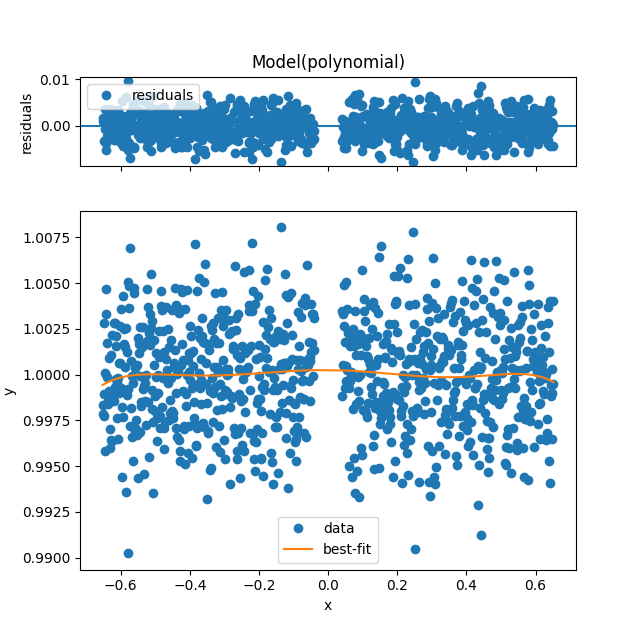 Model(polynomial)
0.01
0.00
residuals
residuals
1.0075
1.0050
1.0025
1.0000
0.9975
0.9950
0.9925
0.9900
y
data
best-fit
−0.6 −0.4 −0.2 0.0 0.2 0.4 0.6
x